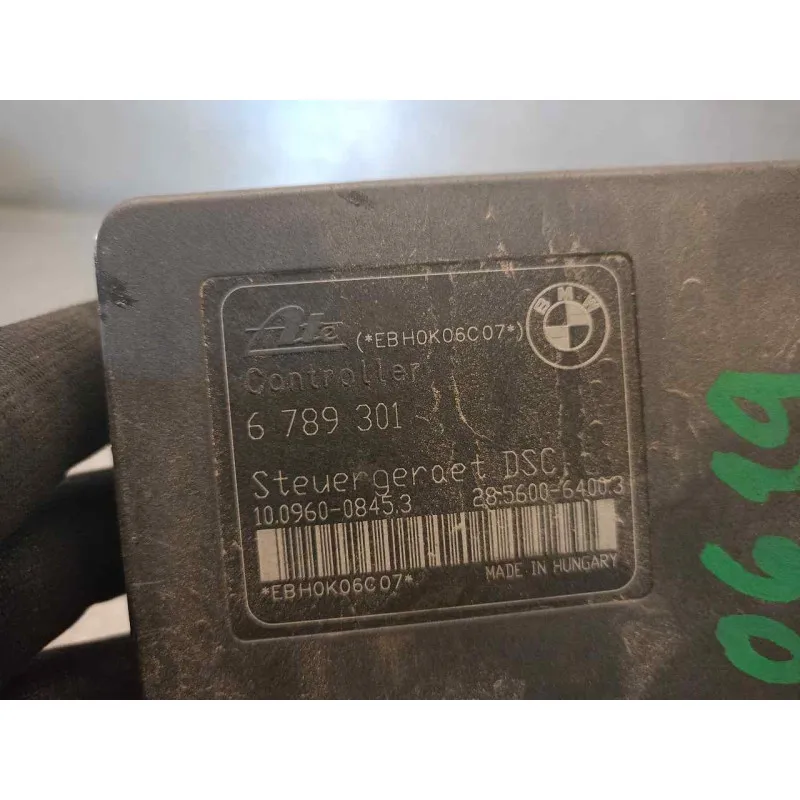 Ate (*EBH0K06C07*) BMW
Controller
6 789 301
Steuergeraet DSC
10.0960-0845.3 28.5600-6400.3
*EBH0K06C07* MADE IN HUNGARY
0619